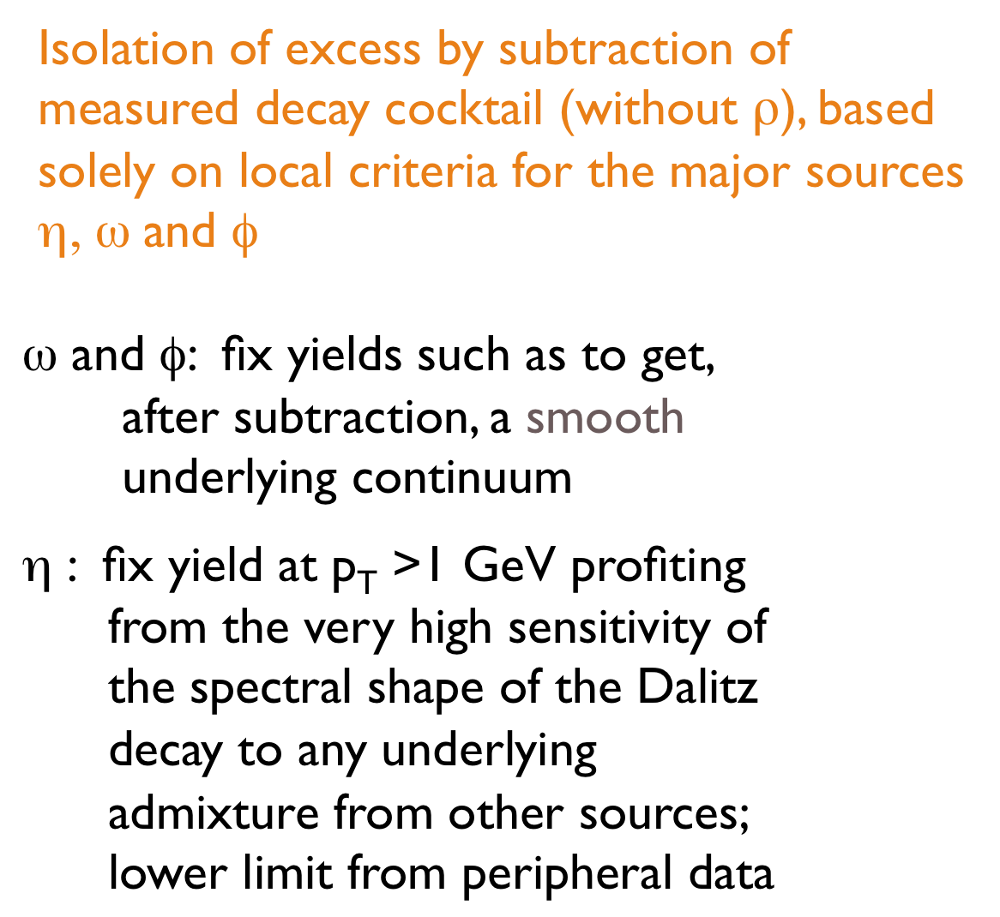 Isolation of excess by subtraction of
measured decay cocktail (without ρ), based
solely on local criteria for the major sources
η, ω and ϕ
ω and ϕ: fix yields such as to get,
after subtraction, a smooth
underlying continuum
η : fix yield at pT >1 GeV profiting
from the very high sensitivity of
the spectral shape of the Dalitz
decay to any underlying
admixture from other sources;
lower limit from peripheral data